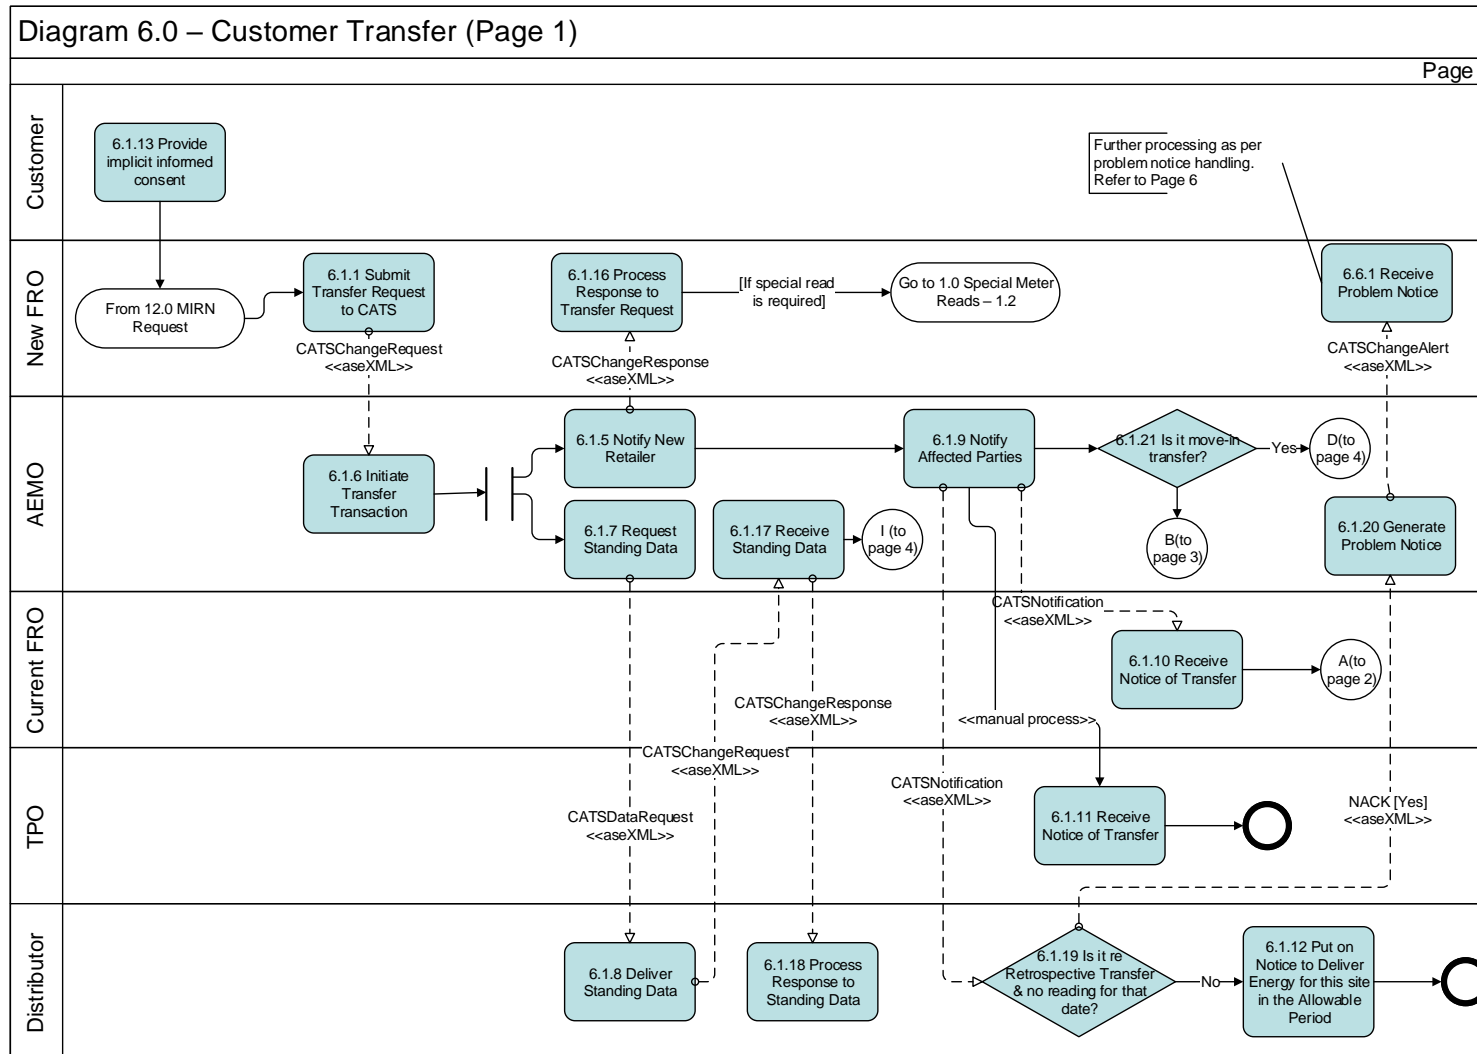 Diagram 6.0 – Customer Transfer (Page 1)
Page
Customer
6.1.13 Provide
implicit informed
consent
Further processing as per
problem notice handling.
Refer to Page 6
New FRO
From 12.0 MIRN
Request
6.1.1 Submit
Transfer Request
to CATS
CATSChangeRequest
<<aseXML>>
6.1.16 Process
Response to
Transfer Request
CATSChangeResponse
<<aseXML>>
[If special read
is required]
Go to 1.0 Special Meter
Reads – 1.2
6.6.1 Receive
Problem Notice
CATSChangeAlert
<<aseXML>>
AEMO
6.1.6 Initiate
Transfer
Transaction
6.1.5 Notify New
Retailer
6.1.7 Request
Standing Data
6.1.17 Receive
Standing Data
I (to
page 4)
6.1.9 Notify
Affected Parties
6.1.21 Is it move-in
transfer?
Yes
D(to
page 4)
B(to
page 3)
6.1.20 Generate
Problem Notice
Current FRO
CATSNotification
<<aseXML>>
6.1.10 Receive
Notice of Transfer
A(to
page 2)
CATSChangeResponse
<<aseXML>>
<<manual process>>
TPO
CATSChangeRequest
<<aseXML>>
CATSDataRequest
<<aseXML>>
CATSNotification
<<aseXML>>
6.1.11 Receive
Notice of Transfer
NACK [Yes]
<<aseXML>>
Distributor
6.1.8 Deliver
Standing Data
6.1.18 Process
Response to
Standing Data
6.1.19 Is it re
Retrospective Transfer
& no reading for that
date?
No
6.1.12 Put on
Notice to Deliver
Energy for this site
in the Allowable
Period